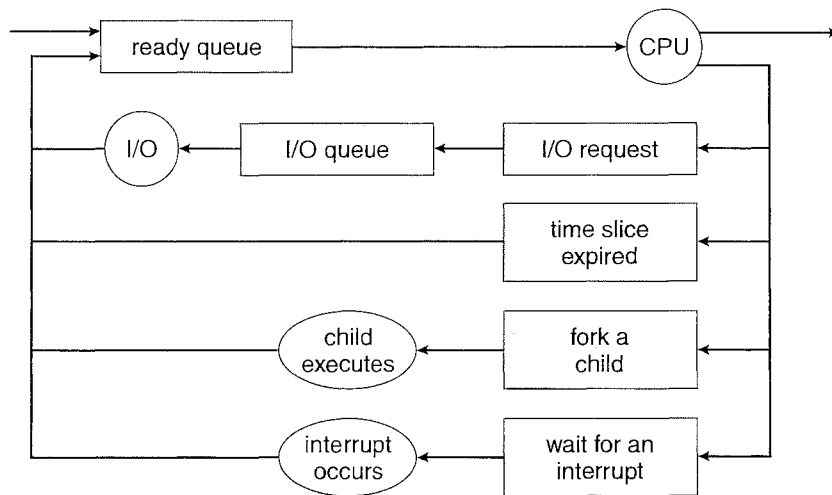 ready queue
CPU
I/O
I/O queue
I/O request
time slice
expired
child
executes
fork a
child
interrupt
occurs
wait for an
interrupt